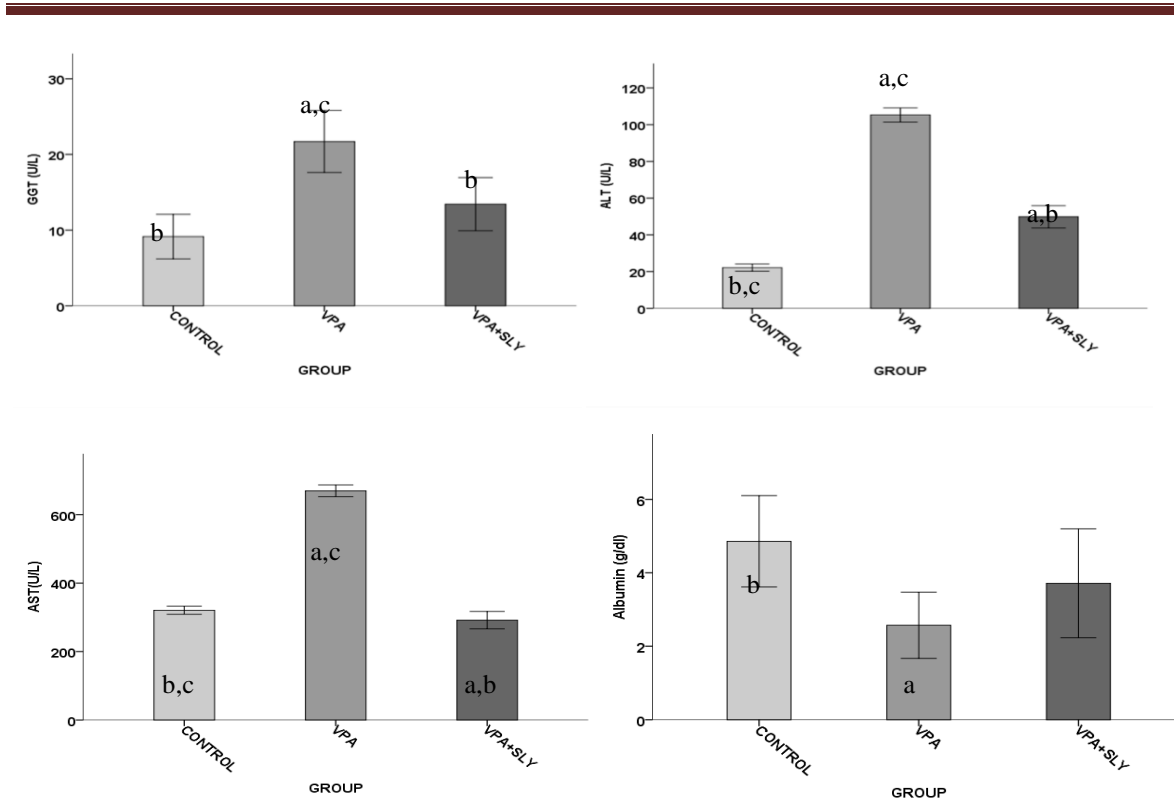 30
20
10
0
GGT (U/L)
b
a,c
b
CONTROL
VPA
VPA+SLY
GROUP
120
100
80
60
40
20
0
ALT (U/L)
b,c
a,c
a,b
CONTROL
VPA
VPA+SLY
GROUP
600
400
200
0
AST(U/L)
b,c
a,c
a,b
CONTROL
VPA
VPA+SLY
GROUP
6
4
2
0
Albumin (g/dl)
b
a
CONTROL
VPA
VPA+SLY
GROUP